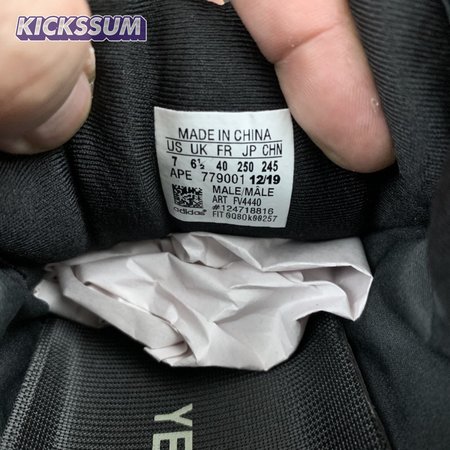 KICKSSUM
MADE IN CHINA
US UK FR JP CHN
7 6½ 40 250 245
APE 779001 12/19
MALE/MÂLE
ART FV4440
#124718816
adidas
FIT 0Q8Ok00257
YE